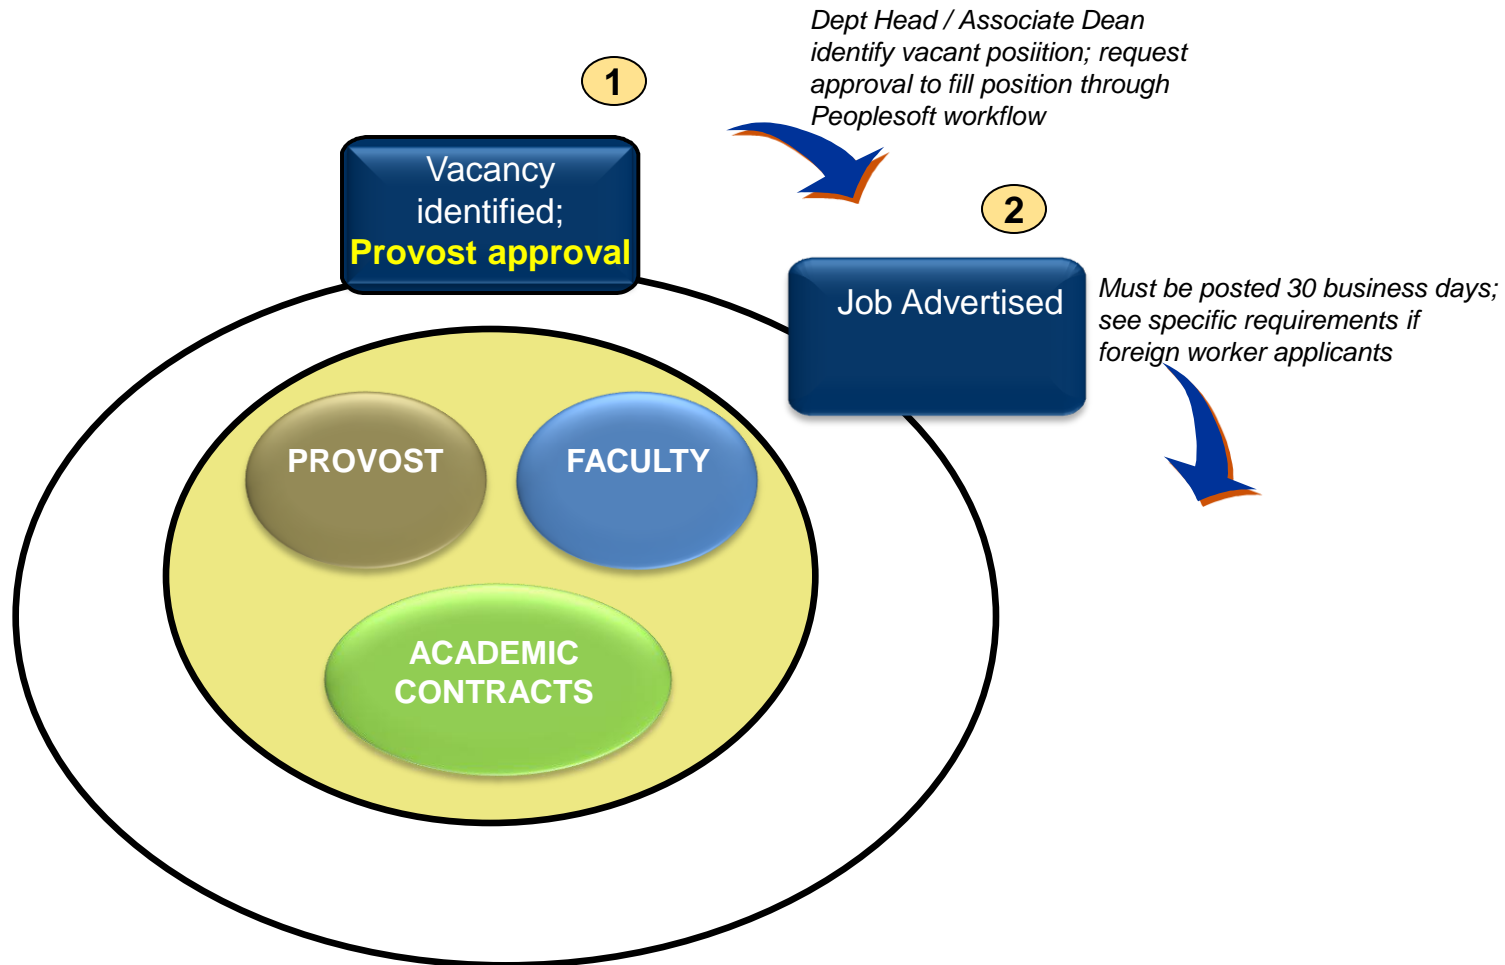 Dept Head / Associate Dean
identify vacant posiition; request
approval to fill position through
Peoplesoft workflow
1
Vacancy
identified;
Provost approval
2
Job Advertised
Must be posted 30 business days;
see specific requirements if
foreign worker applicants
PROVOST
FACULTY
ACADEMIC
CONTRACTS